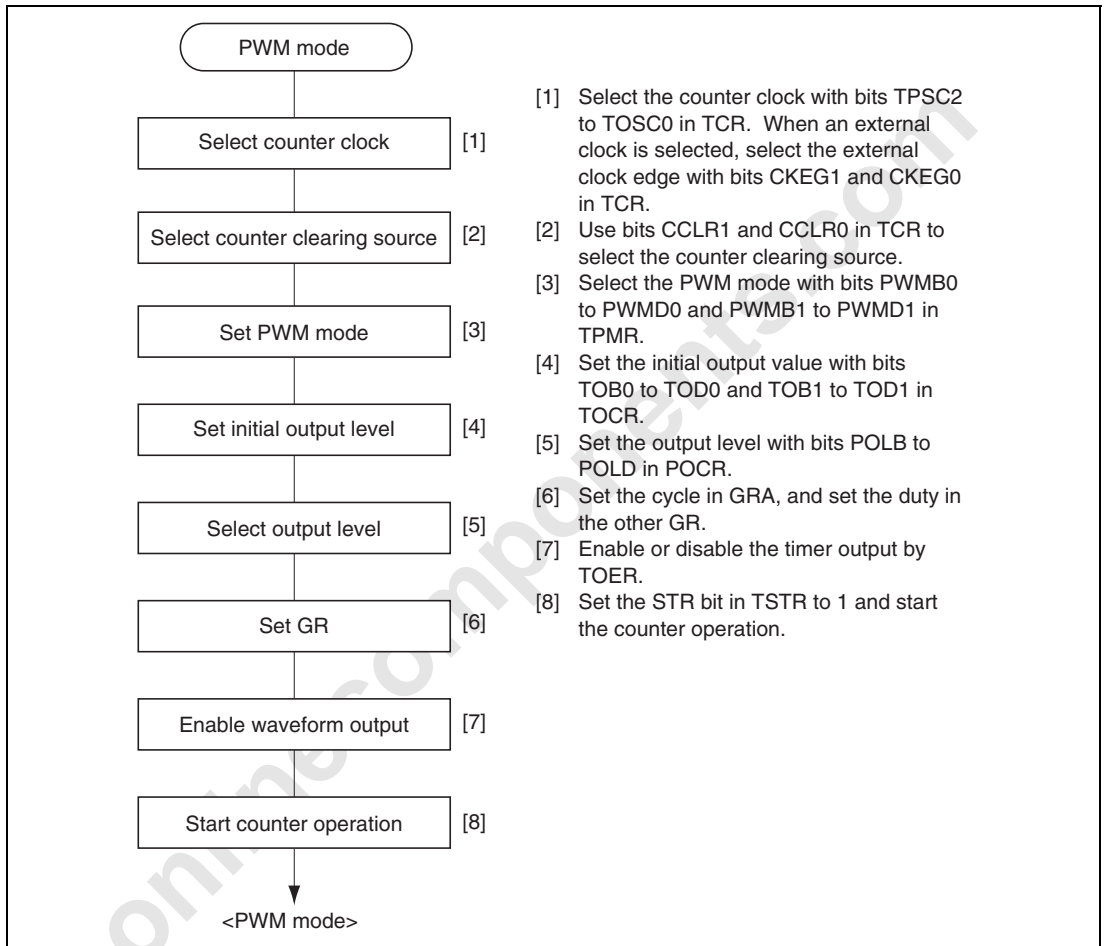 PWM mode
Select counter clock [1]
Select counter clearing source [2]
Set PWM mode [3]
Set initial output level [4]
Select output level [5]
Set GR [6]
Enable waveform output [7]
Start counter operation [8]
<PWM mode>
[1] Select the counter clock with bits TPSC2
to TOSC0 in TCR. When an external
clock is selected, select the external
clock edge with bits CKEG1 and CKEG0
in TCR.
[2] Use bits CCLR1 and CCLR0 in TCR to
select the counter clearing source.
[3] Select the PWM mode with bits PWMB0
to PWMD0 and PWMB1 to PWMD1 in
TPMR.
[4] Set the initial output value with bits
TOB0 to TOD0 and TOB1 to TOD1 in
TOCR.
[5] Set the output level with bits POLB to
POLD in POCR.
[6] Set the cycle in GRA, and set the duty in
the other GR.
[7] Enable or disable the timer output by
TOER.
[8] Set the STR bit in TSTR to 1 and start
the counter operation.
onlinecomponents.com